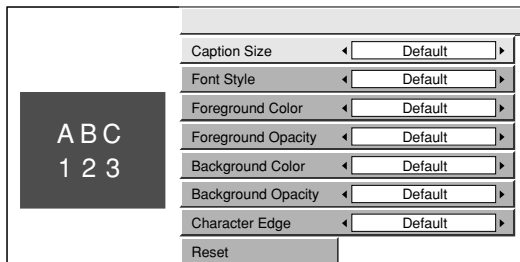 ABC
123
Caption Size Default
Font Style Default
Foreground Color Default
Foreground Opacity Default
Background Color Default
Background Opacity Default
Character Edge Default
Reset